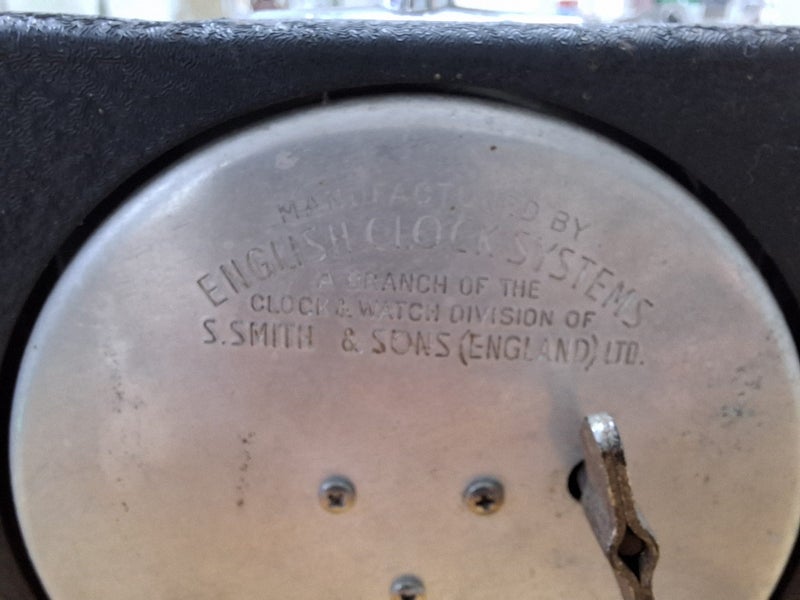 MANUFACTURED BY
ENGLISH CLOCK SYSTEMS
A BRANCH OF THE
CLOCK & WATCH DIVISION OF
S.SMITH & SONS (ENGLAND) LTD.